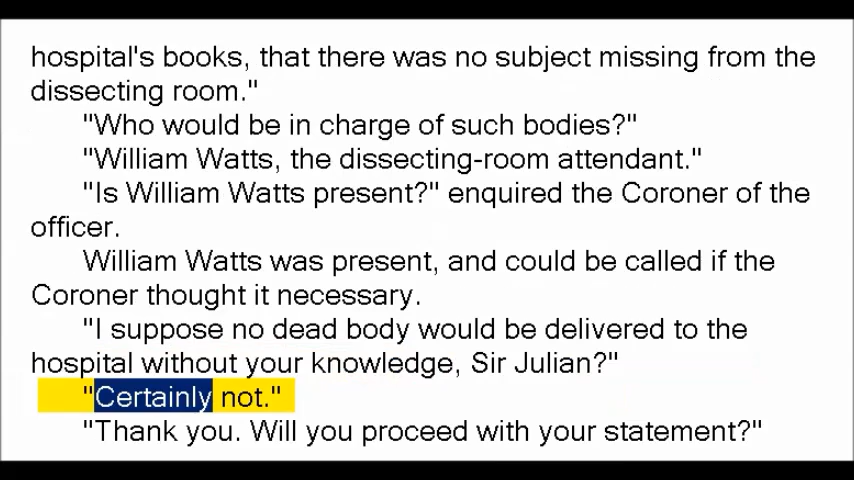 hospital's books, that there was no subject missing from the
dissecting room."
"Who would be in charge of such bodies?"
"William Watts, the dissecting-room attendant."
"Is William Watts present?" enquired the Coroner of the
officer.
William Watts was present, and could be called if the
Coroner thought it necessary.
"I suppose no dead body would be delivered to the
hospital without your knowledge, Sir Julian?"
"Certainly not."
"Thank you. Will you proceed with your statement?"